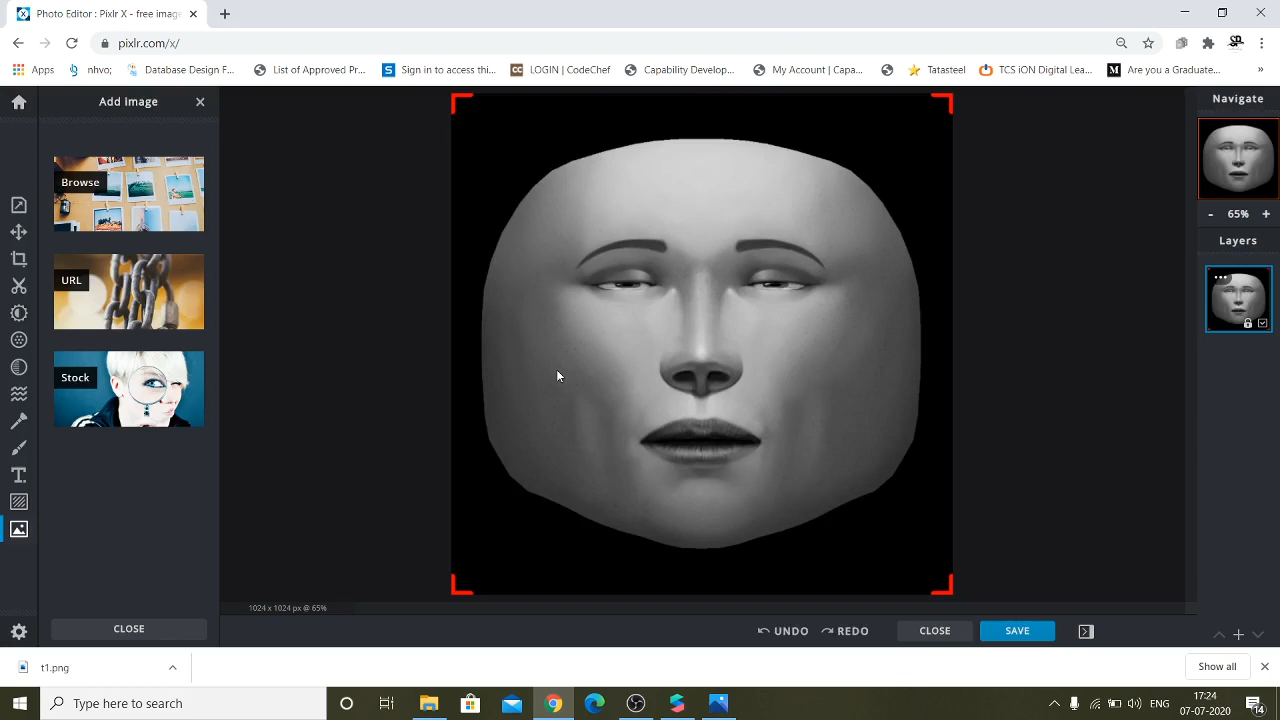 Photo Editor : Pixlr X - free image
pixlr.com/x/
Apps
nhvo;
Database Design F...
List of Approved Pr...
Sign in to access thi...
LOGIN | CodeChef
Capability Develop...
My Account | Capa...
Tatasteel
TCS iON Digital Lea...
Are you a Graduate...
»
Add image
Navigate
Browse
- 65% +
Layers
URL
Stock
1024 x 1024 px @ 65%
CLOSE
UNDO
REDO
CLOSE
SAVE
t1.png
Show all
Type here to search
ENG
17:24
07-07-2020